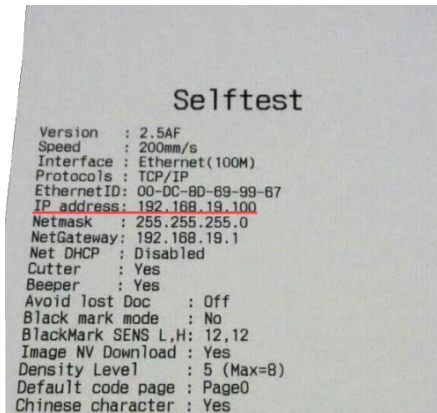 Selftest
Version : 2.5AF
Speed : 200mm/s
Interface : Ethernet(100M)
Protocols : TCP/IP
EthernetID: 00-DC-8D-69-99-67
IP address: 192.168.19.100
Netmask : 255.255.255.0
NetGateway: 192.168.19.1
Net DHCP : Disabled
Cutter : Yes
Beeper : Yes
Avoid lost Doc : Off
Black mark mode : No
BlackMark SENS L,H: 12,12
Image NV Download : Yes
Density Level : 5 (Max=8)
Default code page : Page0
Chinese character : Yes